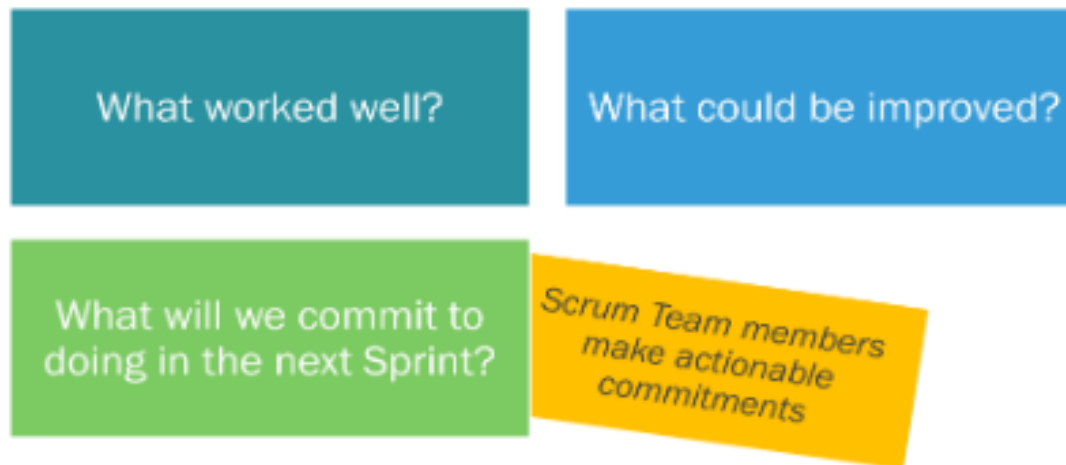 What worked well?
What could be improved?
What will we commit to
doing in the next Sprint?
Scrum Team members
make actionable
commitments